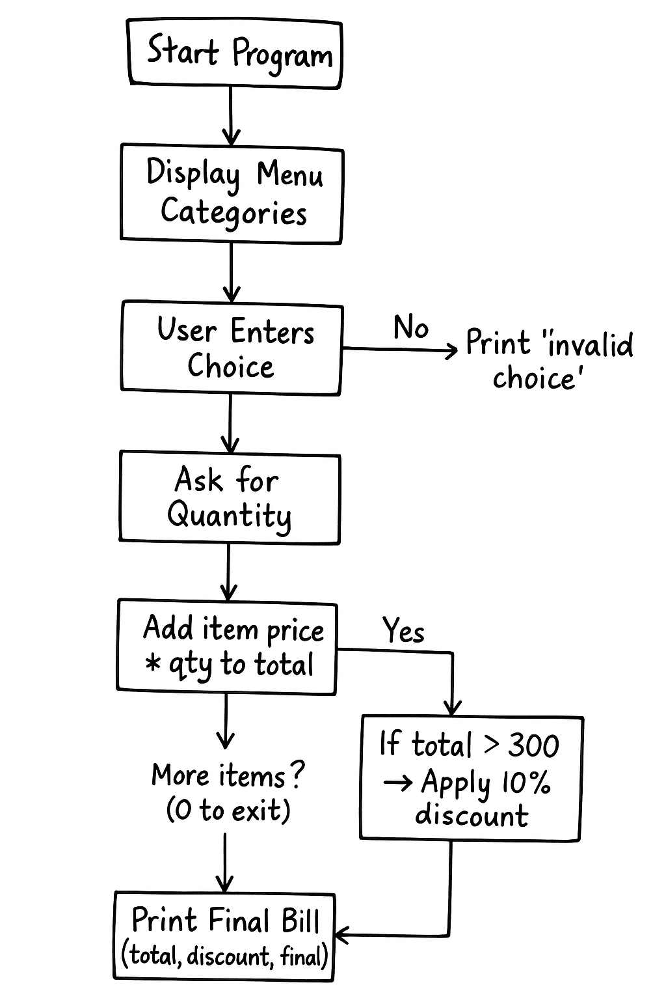 Start Program
Display Menu
Categories
User Enters
Choice
No
Print "invalid
choice'
Ask for
Quantity
Add item price
* qty to total
Yes
If total > 300
→ Apply 10%
discount
More items?
(0 to exit)
Print Final Bill
(total, discount, final)